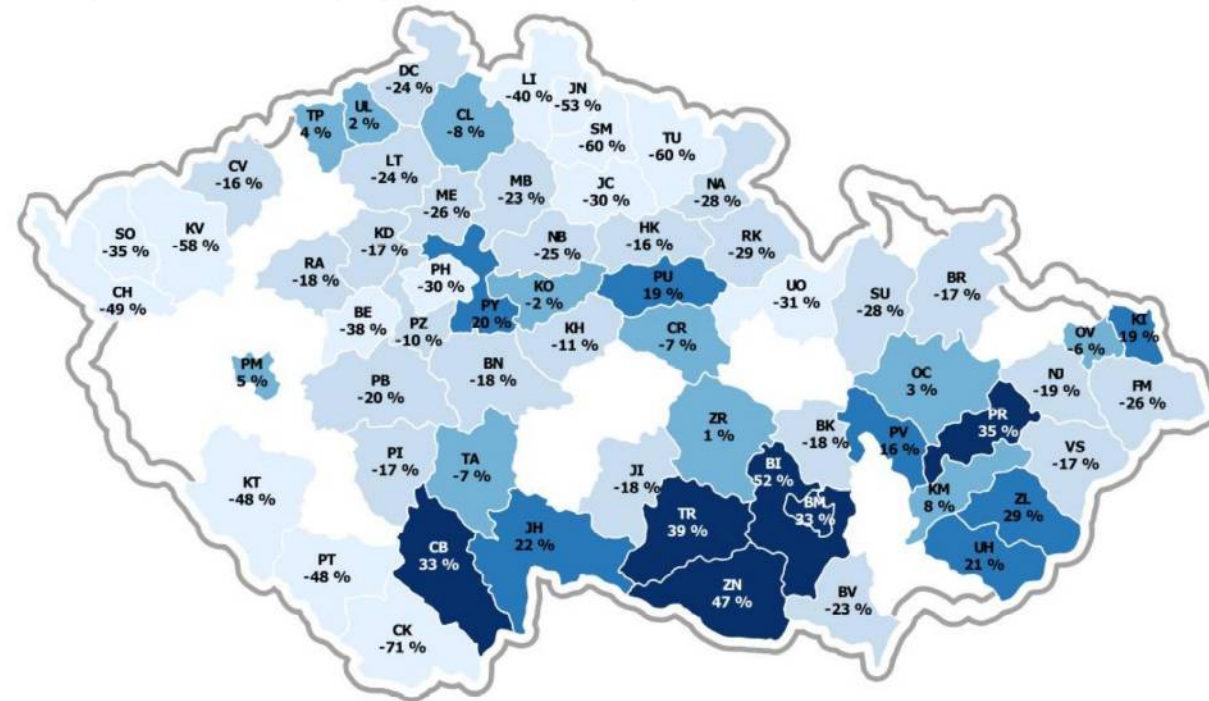 DC
-24 %
LI
-40 %
JN
-53 %
TP
4 %
UL
2 %
CL
-8 %
SM
-60 %
TU
-60 %
CV
-16 %
LT
-24 %
ME
-26 %
MB
-23 %
JC
-30 %
NA
-28 %
SO
-35 %
KV
-58 %
KD
-17 %
NB
-25 %
HK
-16 %
RK
-29 %
RA
-18 %
PH
-30 %
KO
-2 %
PU
19 %
UO
-31 %
SU
-28 %
BR
-17 %
CH
-49 %
BE
-38 %
PZ
-10 %
PY
20 %
KH
-11 %
CR
-7 %
OV
-6 %
KI
19 %
PM
5 %
PB
-20 %
BN
-18 %
OC
3 %
NJ
-19 %
FM
-26 %
ZR
1 %
BK
-18 %
PV
16 %
PR
35 %
PI
-17 %
TA
-7 %
JI
-18 %
BI
52 %
VS
-17 %
KT
-48 %
TR
39 %
BM
33 %
KM
8 %
ZL
29 %
CB
33 %
JH
22 %
UH
21 %
PT
-48 %
ZN
47 %
BV
-23 %
CK
-71 %